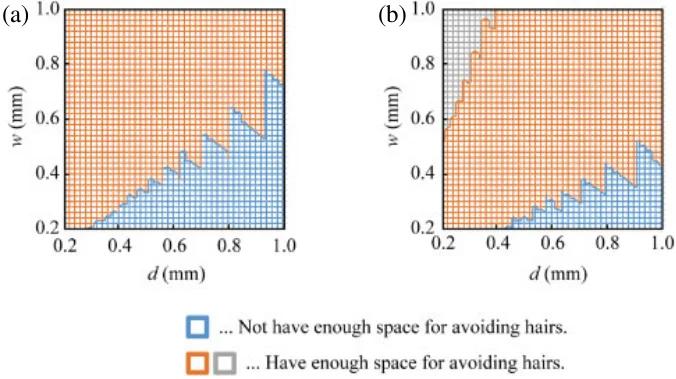 (a)
1.0
0.8
0.6
0.4
0.2
w (mm)
0.2 0.4 0.6 0.8 1.0
d (mm)
(b)
1.0
0.8
0.6
0.4
0.2
w (mm)
0.2 0.4 0.6 0.8 1.0
d (mm)
... Not have enough space for avoiding hairs.
... Have enough space for avoiding hairs.